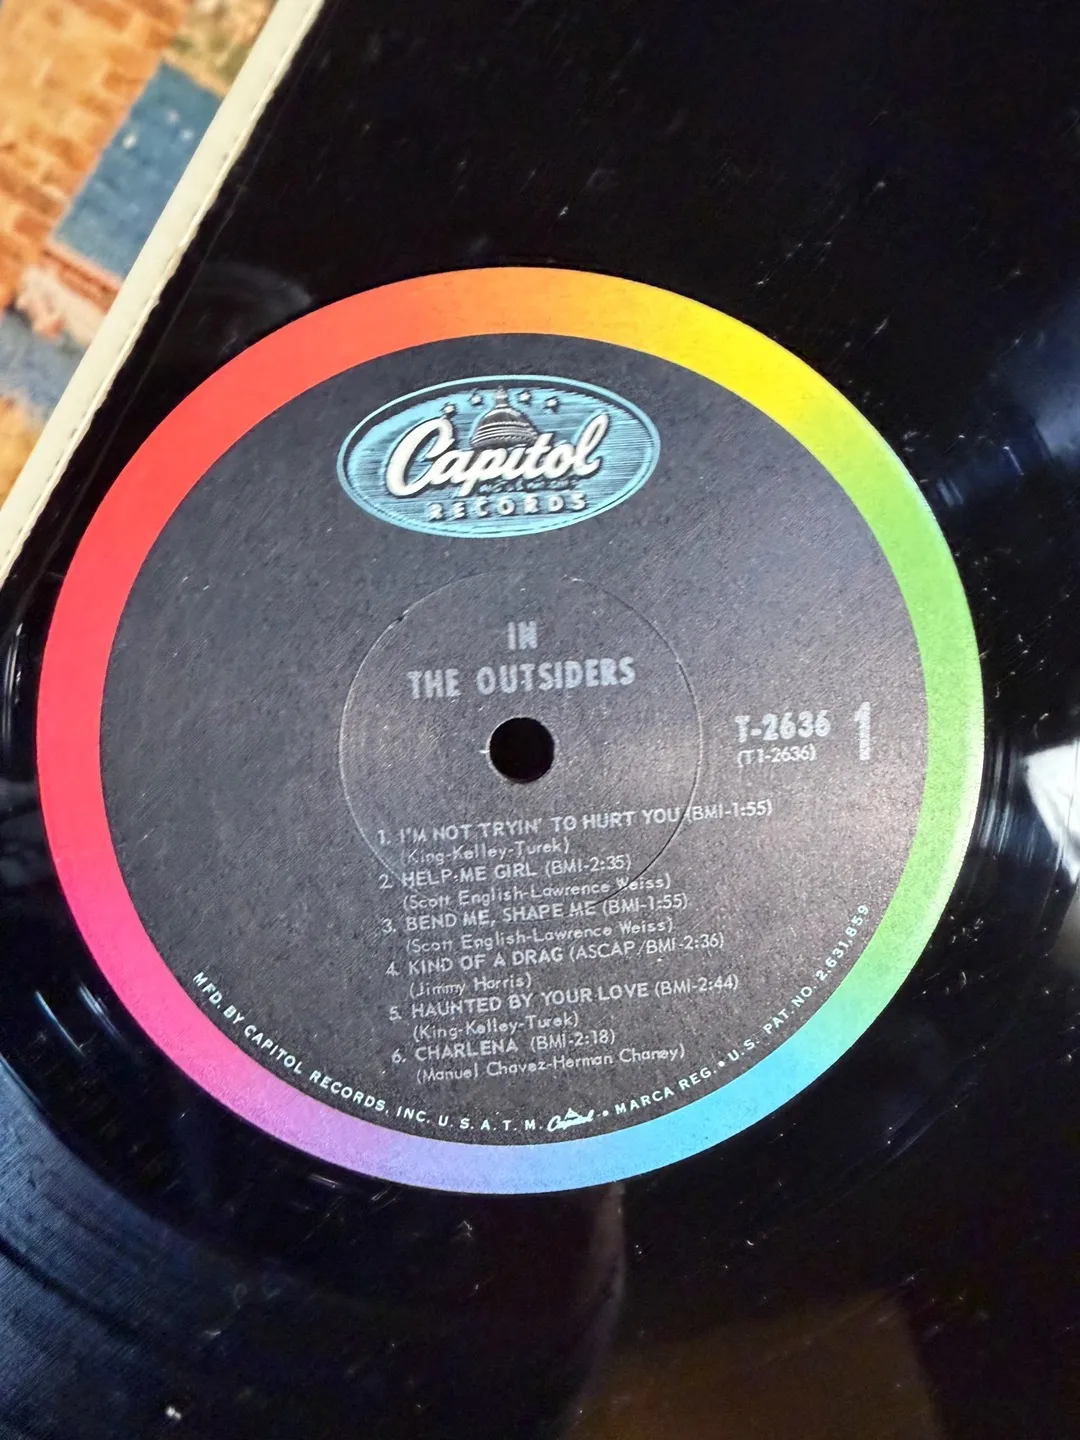 Capitol
RECORDS
IN
THE OUTSIDERS
T-2636 1
(T1-2636)
1. I'M NOT TRYIN' TO HURT YOU (BMI-1:55)
(King-Kelley-Turek)
2. HELP ME GIRL (BMI-2:35)
(Scott English-Lawrence Weiss)
3. BEND ME, SHAPE ME (BMI-1:55)
(Scott English-Lawrence Weiss)
4. KIND OF A DRAG (ASCAP/BMI-2:36)
(Jimmy Horris)
5. HAUNTED BY YOUR LOVE (BMI-2:44)
(King-Kelley-Turek)
6. CHARLENA (BMI-2:18)
(Manuel Chavez-Herman Chaney)
MFD. BY CAPITOL RECORDS, INC. U. S. A. T. M. Capitol • MARCA REG. • U.S. PAT. NO. 2,631,859